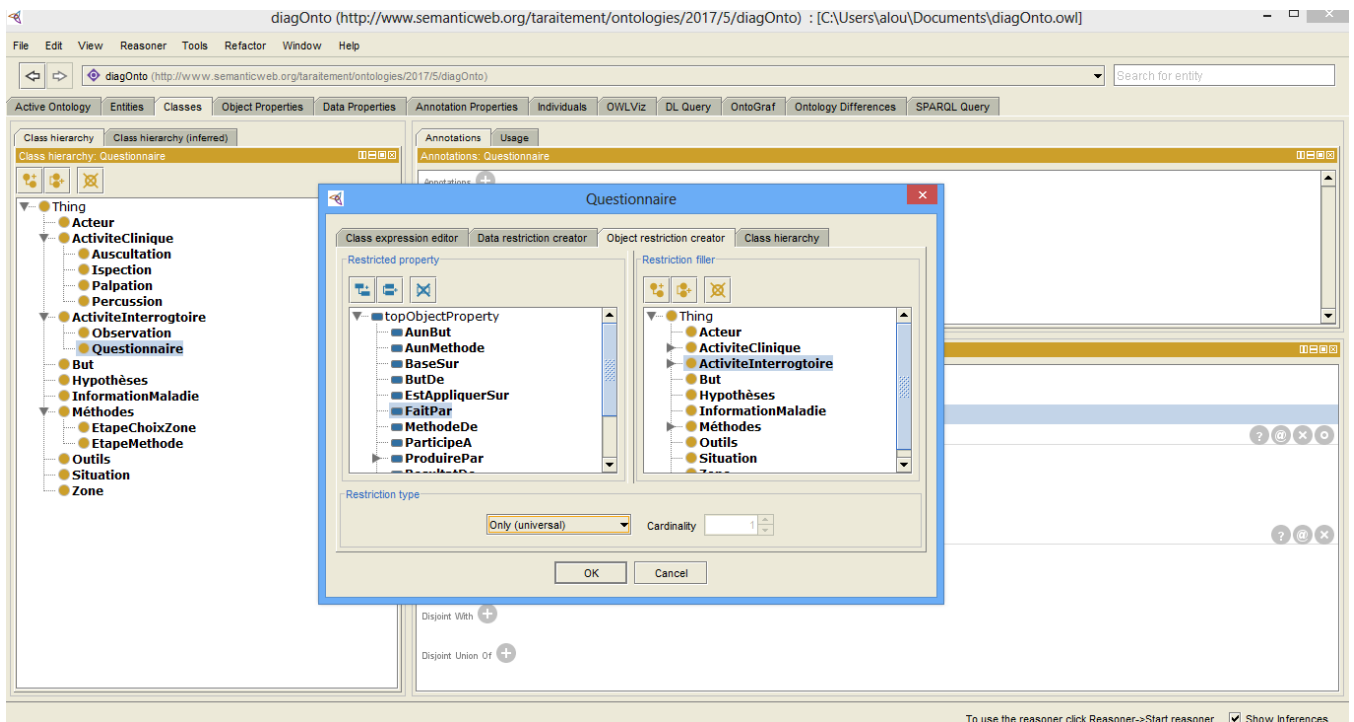 diagOnto (http://www.semanticweb.org/taraitement/ontologies/2017/5/diagOnto) : [C:\Users\alou\Documents\diagOnto.owl]
File Edit View Reasoner Tools Refactor Window Help
diagOnto (http://www.semanticweb.org/taraitement/ontologies/2017/5/diagOnto)
Search for entity
Active Ontology Entities Classes Object Properties Data Properties Annotation Properties Individuals OWLViz DL Query OntoGraf Ontology Differences SPARQL Query
Class hierarchy Class hierarchy (inferred)
Class hierarchy: Questionnaire
Thing
Acteur
ActiviteClinique
Auscultation
Ispection
Palpation
Percussion
ActiviteInterrogtoire
Observation
Questionnaire
But
Hypothèses
InformationMaladie
Méthodes
EtapeChoixZone
EtapeMethode
Outils
Situation
Zone
Annotations Usage
Annotations: Questionnaire
Annotations
Questionnaire
Class expression editor Data restriction creator Object restriction creator Class hierarchy
Restricted property
topObjectProperty
AunBut
AunMethode
BaseSur
ButDe
EstAppliquerSur
FaitPar
MethodeDe
ParticipeA
ProduirePar
Restriction filler
Thing
Acteur
ActiviteClinique
ActiviteInterrogtoire
But
Hypothèses
InformationMaladie
Méthodes
Outils
Situation
Zone
Restriction type
Only (universal) Cardinality 1
OK Cancel
Disjoint With
Disjoint Union Of
To use the reasoner click Reasoner->Start reasoner Show Inferences